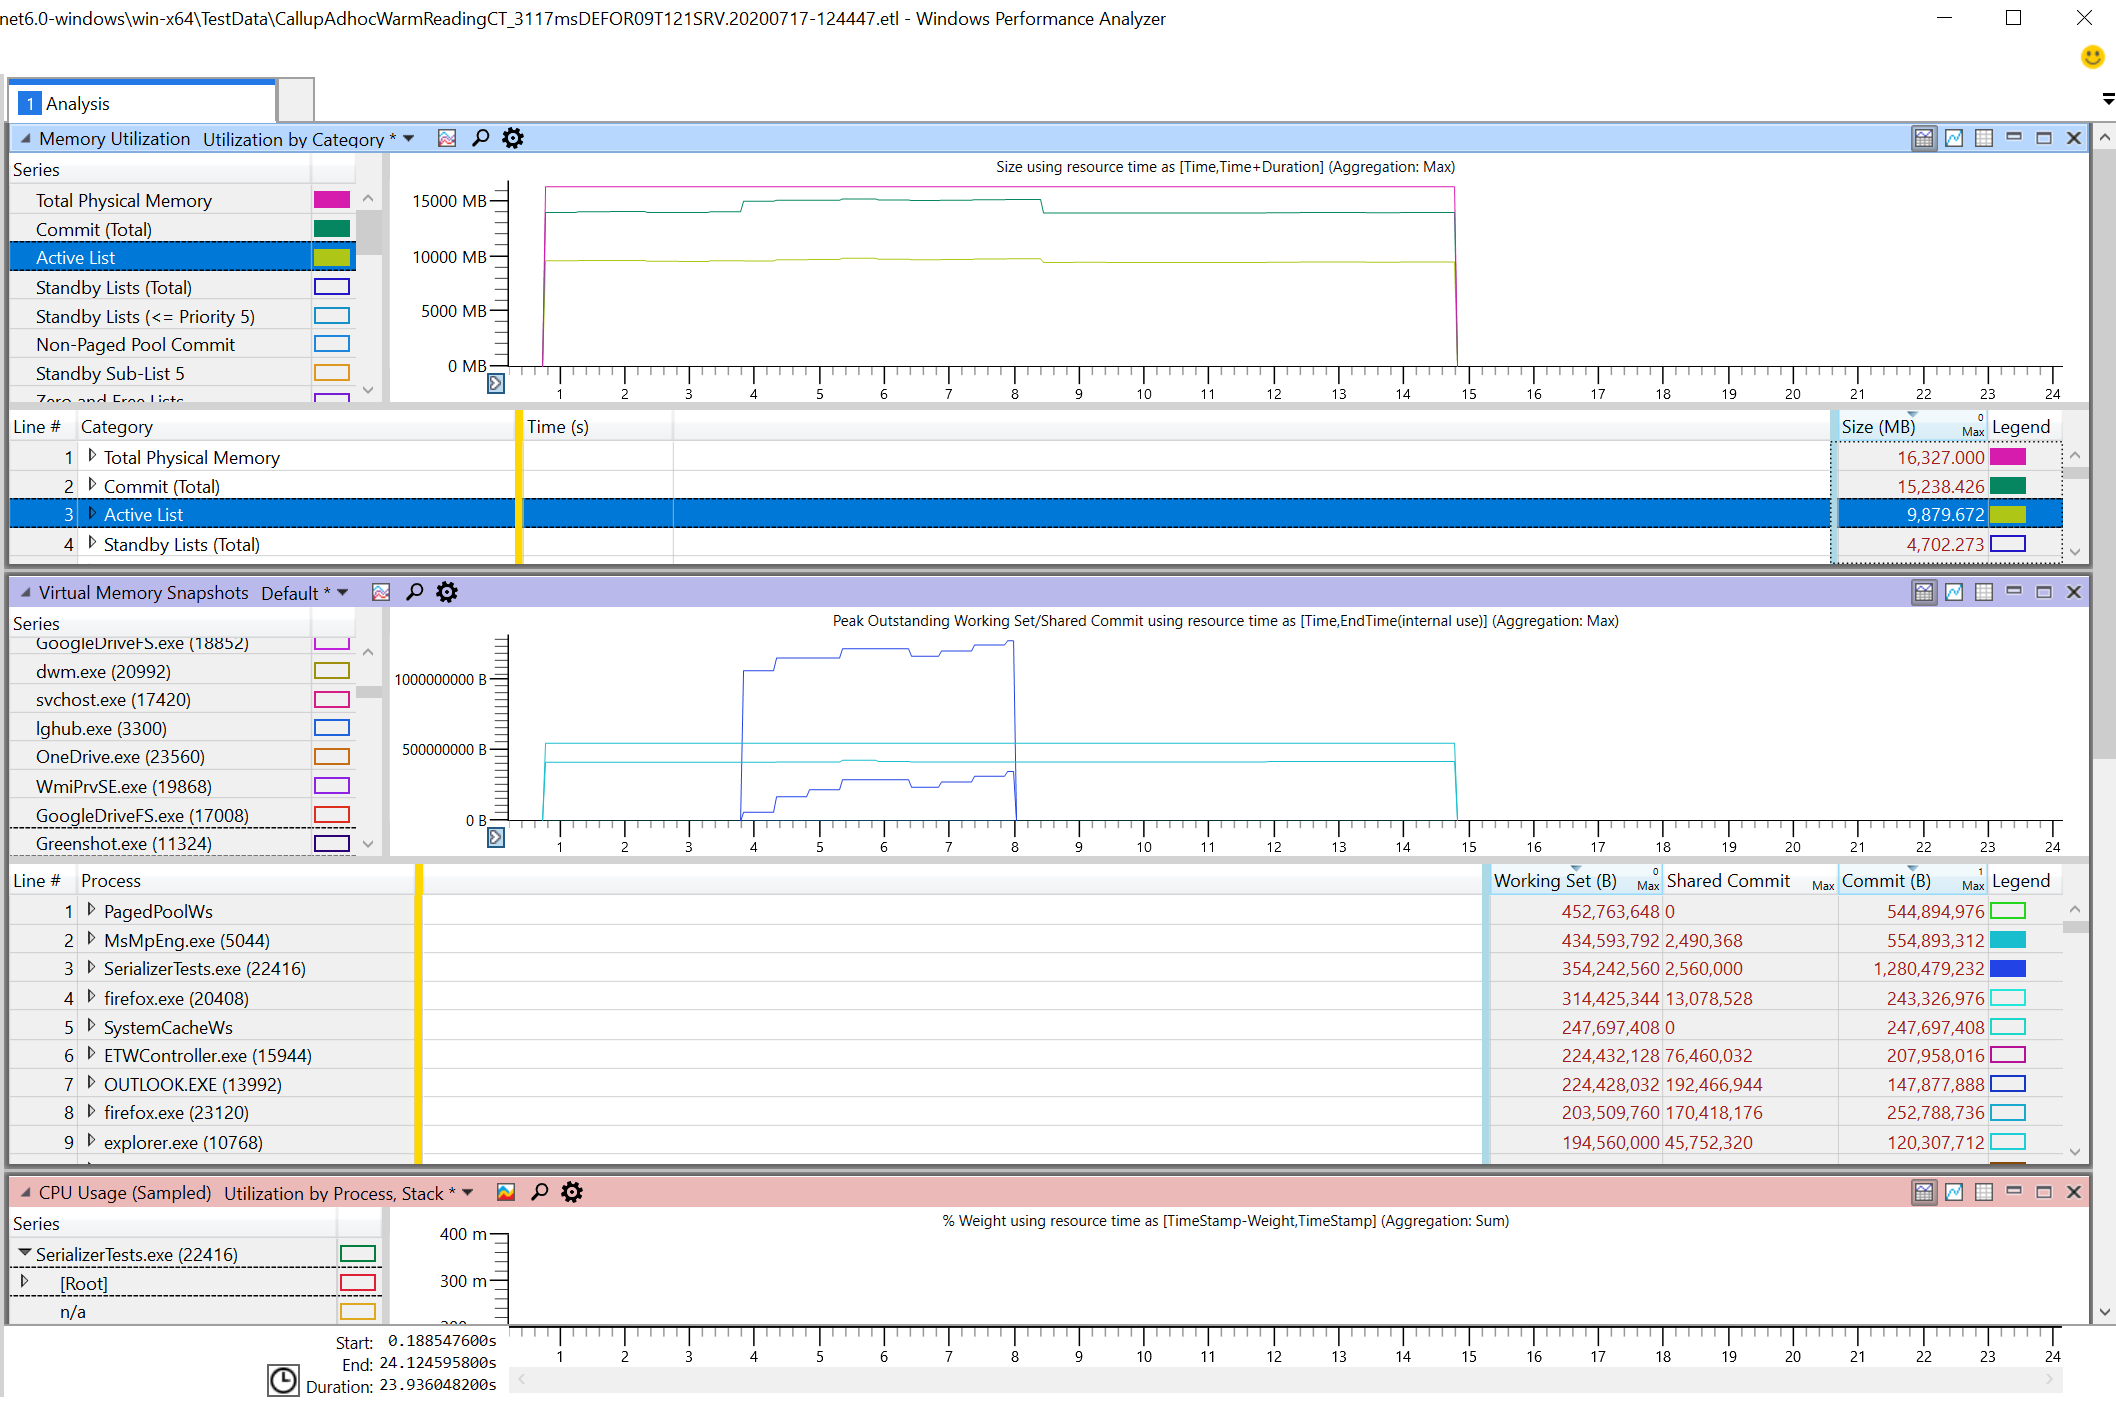 net6.0-windows\win-x64\TestData\CallupAdhocWarmReadingCT_3117msDEFOR09T121SRV.20200717-124447.etl - Windows Performance Analyzer
1 Analysis
Memory Utilization Utilization by Category *
Series
Total Physical Memory
Commit (Total)
Active List
Standby Lists (Total)
Standby Lists (<= Priority 5)
Non-Paged Pool Commit
Standby Sub-List 5
Zero and Free Lists
Size using resource time as [Time,Time+Duration] (Aggregation: Max)
15000 MB
10000 MB
5000 MB
0 MB
1 2 3 4 5 6 7 8 9 10 11 12 13 14 15 16 17 18 19 20 21 22 23 24
Line # Category Time (s) Size (MB) 0 Max Legend
1 Total Physical Memory 16,327.000
2 Commit (Total) 15,238.426
3 Active List 9,879.672
4 Standby Lists (Total) 4,702.273
Virtual Memory Snapshots Default *
Series
GoogleDriveFS.exe (18852)
dwm.exe (20992)
svchost.exe (17420)
lghub.exe (3300)
OneDrive.exe (23560)
WmiPrvSE.exe (19868)
GoogleDriveFS.exe (17008)
Greenshot.exe (11324)
Peak Outstanding Working Set/Shared Commit using resource time as [Time,EndTime(internal use)] (Aggregation: Max)
1000000000 B
500000000 B
0 B
1 2 3 4 5 6 7 8 9 10 11 12 13 14 15 16 17 18 19 20 21 22 23 24
Line # Process Working Set (B) 0 Max Shared Commit Max Commit (B) 1 Max Legend
1 PagedPoolWs 452,763,648 0 544,894,976
2 MsMpEng.exe (5044) 434,593,792 2,490,368 554,893,312
3 SerializerTests.exe (22416) 354,242,560 2,560,000 1,280,479,232
4 firefox.exe (20408) 314,425,344 13,078,528 243,326,976
5 SystemCacheWs 247,697,408 0 247,697,408
6 ETWController.exe (15944) 224,432,128 76,460,032 207,958,016
7 OUTLOOK.EXE (13992) 224,428,032 192,466,944 147,877,888
8 firefox.exe (23120) 203,509,760 170,418,176 252,788,736
9 explorer.exe (10768) 194,560,000 45,752,320 120,307,712
CPU Usage (Sampled) Utilization by Process, Stack *
Series
SerializerTests.exe (22416)
[Root]
n/a
% Weight using resource time as [TimeStamp-Weight,TimeStamp] (Aggregation: Sum)
400 m
300 m
1 2 3 4 5 6 7 8 9 10 11 12 13 14 15 16 17 18 19 20 21 22 23 24
Start: 0.188547600s
End: 24.124595800s
Duration: 23.936048200s